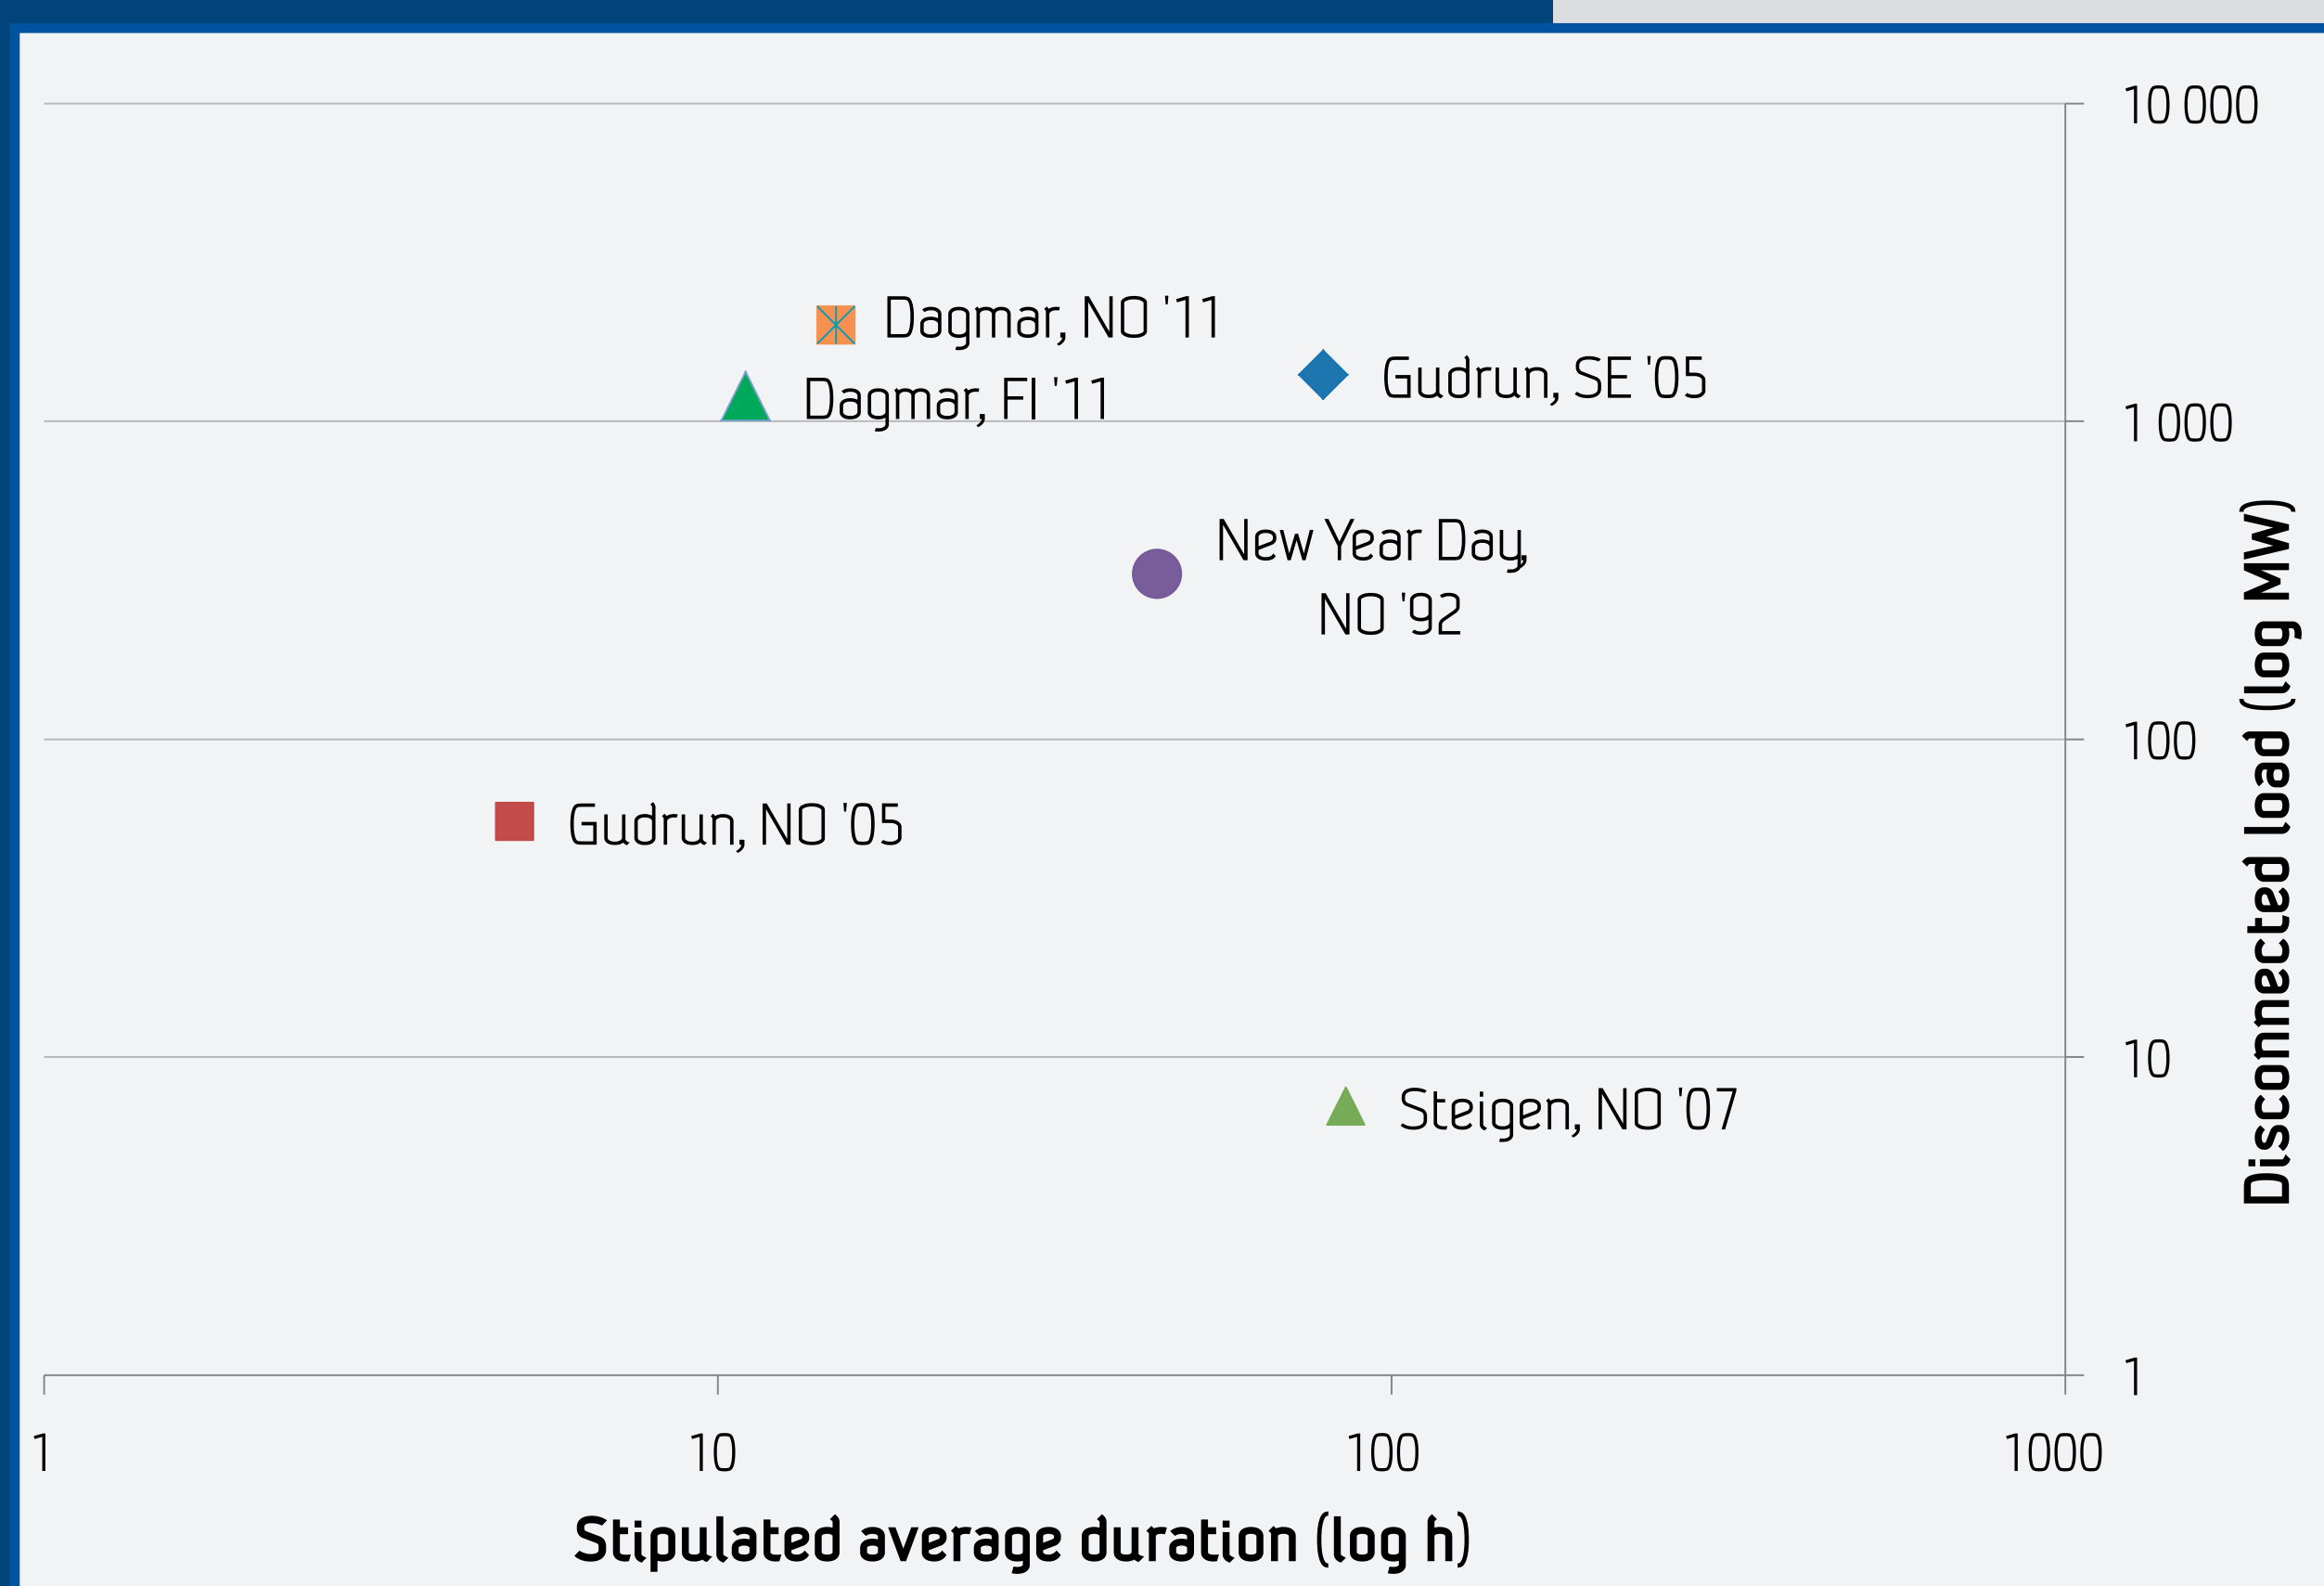 10 000
Dagmar, NO '11
Gudrun, SE '05
Dagmar, FI '11
1 000
New Year Day,
NO '92
100
Gudrun, NO '05
10
Steigen, NO '07
1
Disconnected load (log MW)
1
10
100
1000
Stipulated average duration (log h)